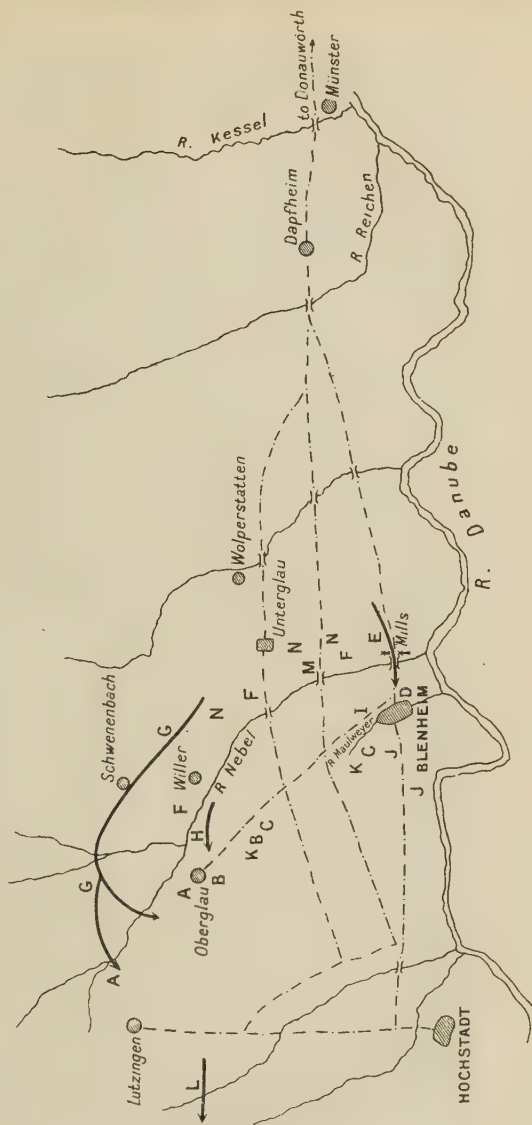 R. Kessel
to Donauwörth
Münster
Dapfheim
R Reichen
R. Danube
Wolperstatten
Unterglau
N
N
M
F
E
Mills
F
Schwenenbach
G
N
Willer
F
R Nebel
H
G
A
Oberglau
A
B
K B C
R Maulweyer
I
K C
J
D
BLENHEIM
J
A
Lutzingen
L
HOCHSTADT